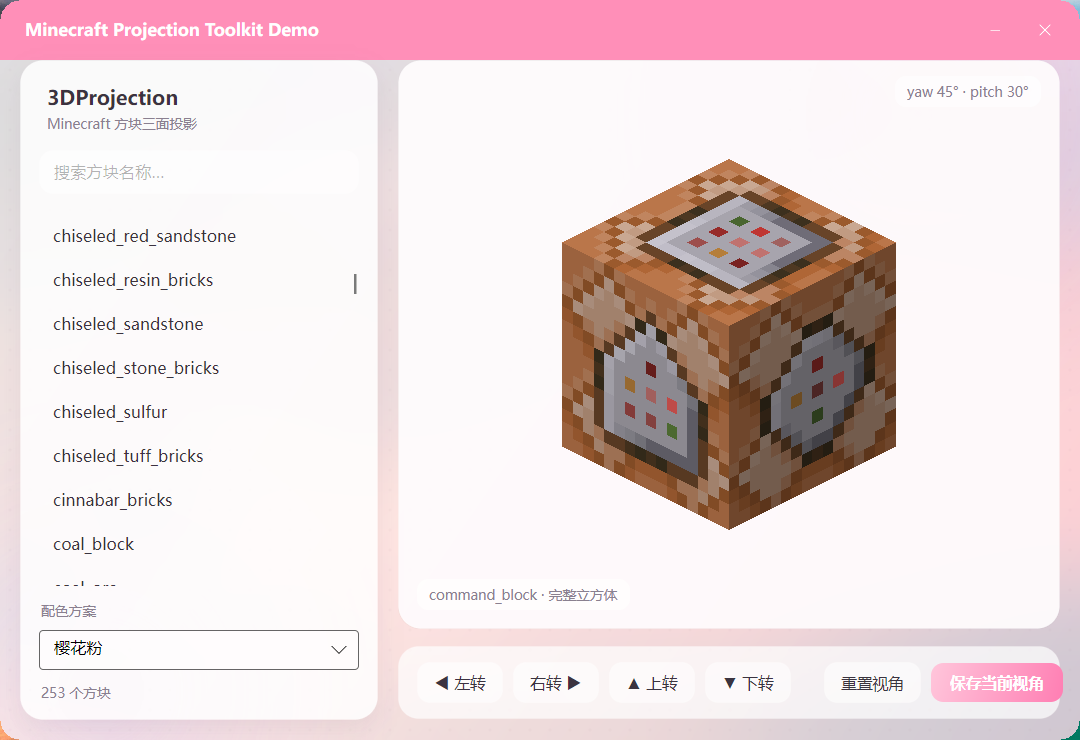 Minecraft Projection Toolkit Demo
3DProjection
Minecraft 方块三面投影
搜索方块名称...
chiseled_red_sandstone
chiseled_resin_bricks
chiseled_sandstone
chiseled_stone_bricks
chiseled_sulfur
chiseled_tuff_bricks
cinnabar_bricks
coal_block
配色方案
樱花粉
253 个方块
yaw 45° · pitch 30°
command_block · 完整立方体
◀ 左转
右转 ▶
▲ 上转
▼ 下转
重置视角
保存当前视角